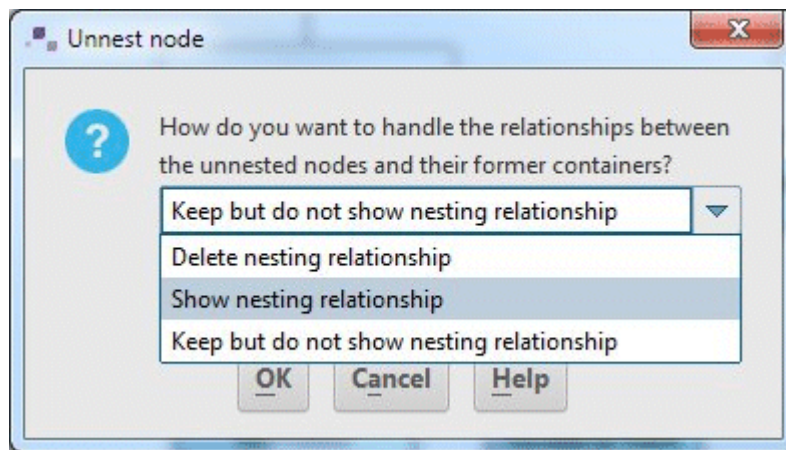 Unnest node
How do you want to handle the relationships between
the unnested nodes and their former containers?
Keep but do not show nesting relationship
Delete nesting relationship
Show nesting relationship
Keep but do not show nesting relationship
OK Cancel Help